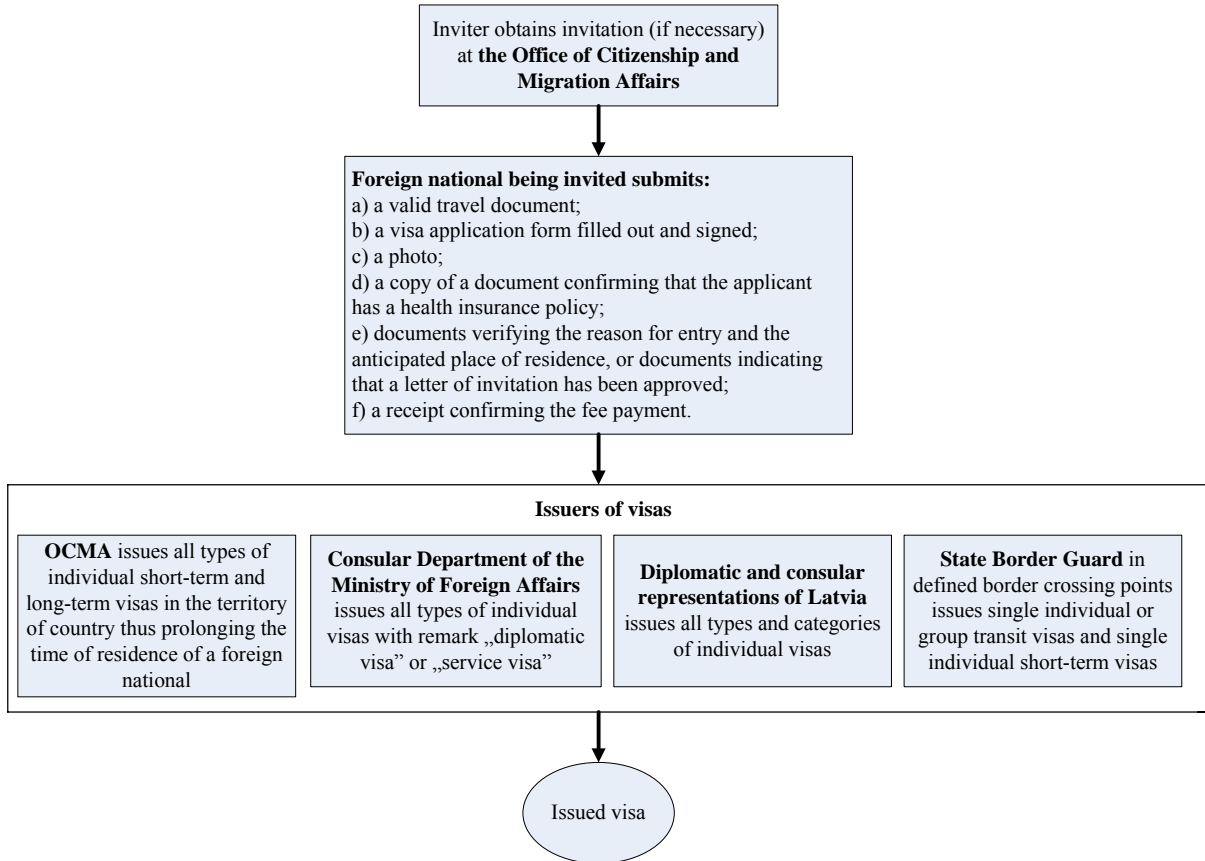 Inviter obtains invitation (if necessary)
at the Office of Citizenship and
Migration Affairs
Foreign national being invited submits:
a) a valid travel document;
b) a visa application form filled out and signed;
c) a photo;
d) a copy of a document confirming that the applicant
has a health insurance policy;
e) documents verifying the reason for entry and the
anticipated place of residence, or documents indicating
that a letter of invitation has been approved;
f) a receipt confirming the fee payment.
Issuers of visas
OCMA issues all types of
individual short-term and
long-term visas in the territory
of country thus prolonging the
time of residence of a foreign
national
Consular Department of the
Ministry of Foreign Affairs
issues all types of individual
visas with remark „diplomatic
visa” or „service visa”
Diplomatic and consular
representations of Latvia
issues all types and categories
of individual visas
State Border Guard in
defined border crossing points
issues single individual or
group transit visas and single
individual short-term visas
Issued visa